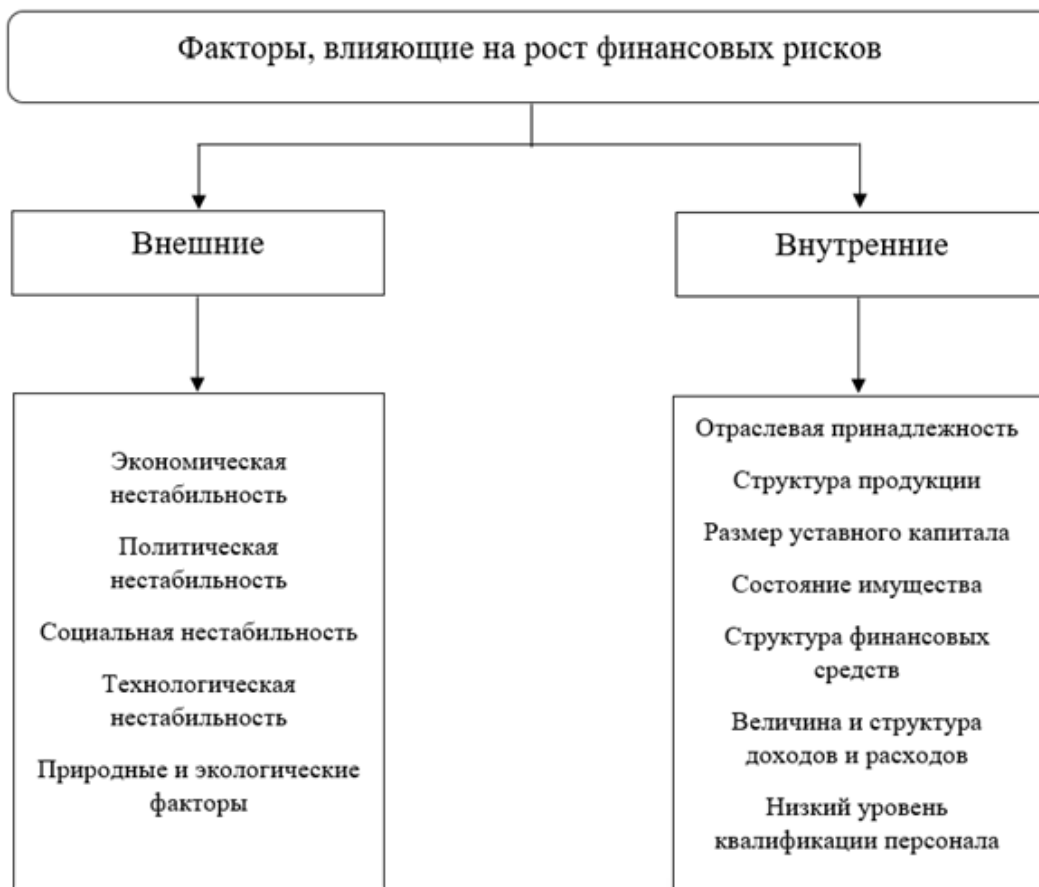 Факторы, влияющие на рост финансовых рисков
Внешние
Экономическая
нестабильность
Политическая
нестабильность
Социальная нестабильность
Технологическая
нестабильность
Природные и экологические
факторы
Внутренние
Отраслевая принадлежность
Структура продукции
Размер уставного капитала
Состояние имущества
Структура финансовых
средств
Величина и структура
доходов и расходов
Низкий уровень
квалификации персонала